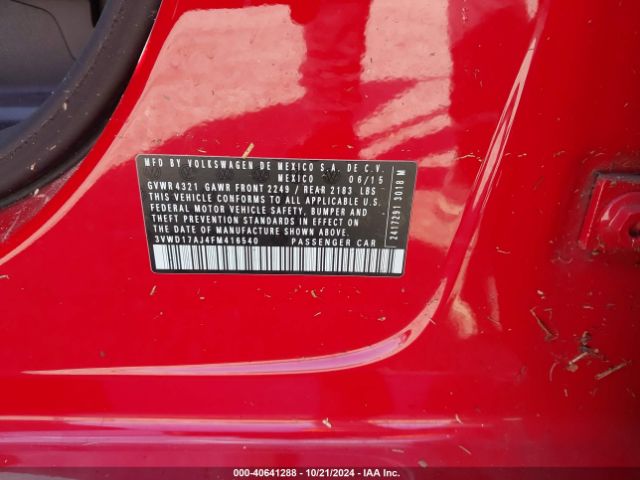 MFD BY VOLKSWAGEN DE MEXICO S.A. DE C.V.
MEXICO 06/15
GVWR 4321 GAWR FRONT 2249 / REAR 2183 LBS
THIS VEHICLE CONFORMS TO ALL APPLICABLE U.S.
FEDERAL MOTOR VEHICLE SAFETY, BUMPER AND
THEFT PREVENTION STANDARDS IN EFFECT ON
THE DATE OF MANUFACTURE SHOWN ABOVE.
3VWD17AJ4FM416540 PASSENGER CAR
2417291 3018 M
000-40641288 - 10/21/2024 - IAA Inc.